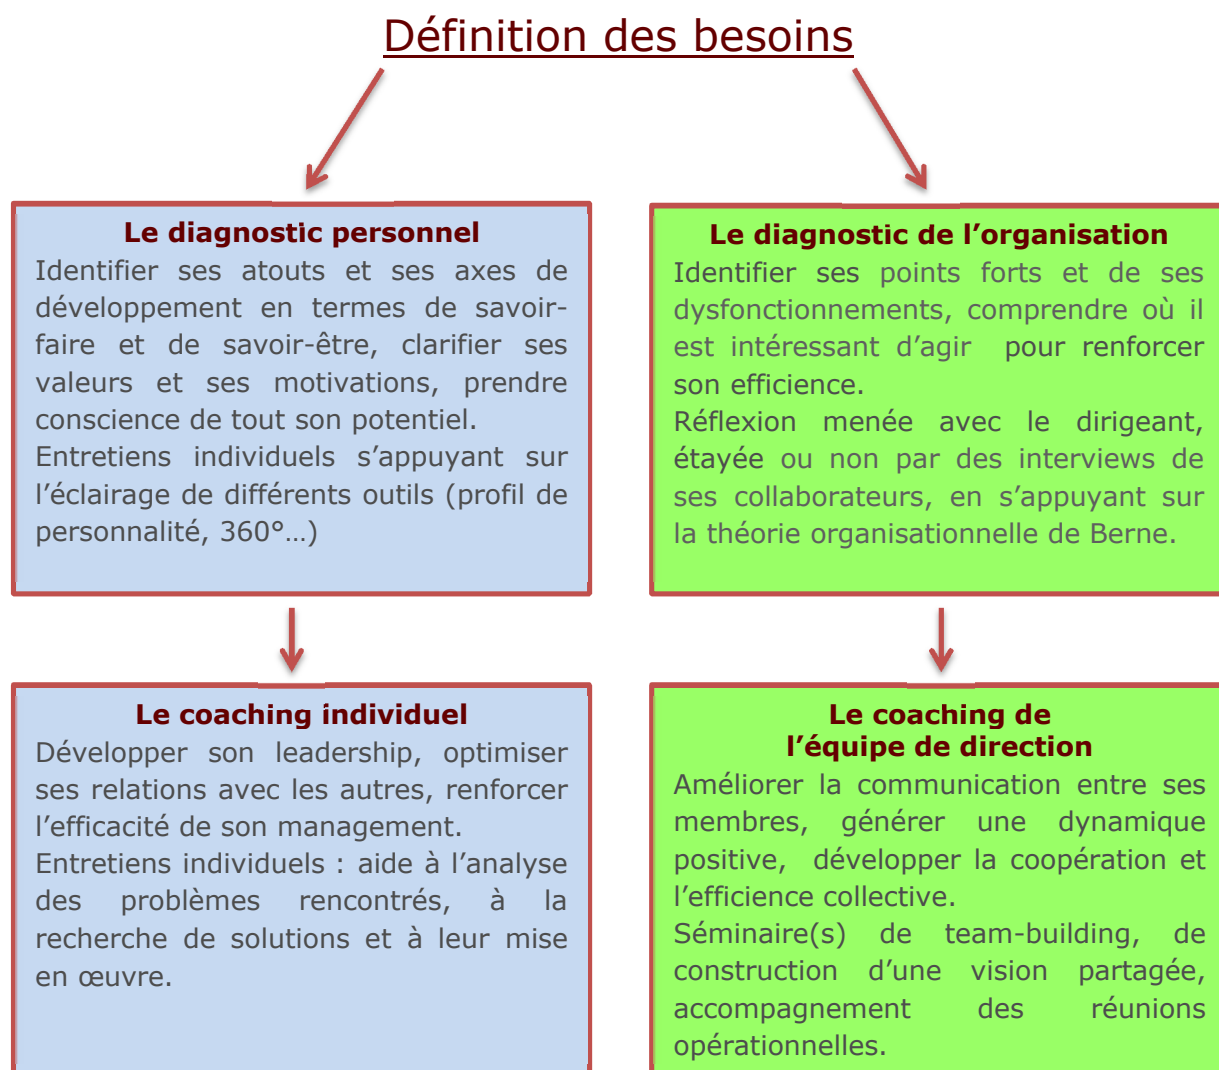 Définition des besoins
Le diagnostic personnel
Identifier ses atouts et ses axes de
développement en termes de savoir-
faire et de savoir-être, clarifier ses
valeurs et ses motivations, prendre
conscience de tout son potentiel.
Entretiens individuels s’appuyant sur
l’éclairage de différents outils (profil de
personnalité, 360°…)
Le diagnostic de l’organisation
Identifier ses points forts et de ses
dysfonctionnements, comprendre où il
est intéressant d’agir pour renforcer
son efficience.
Réflexion menée avec le dirigeant,
étayée ou non par des interviews de
ses collaborateurs, en s’appuyant sur
la théorie organisationnelle de Berne.
Le coaching individuel
Développer son leadership, optimiser
ses relations avec les autres, renforcer
l’efficacité de son management.
Entretiens individuels : aide à l’analyse
des problèmes rencontrés, à la
recherche de solutions et à leur mise
en œuvre.
Le coaching de
l’équipe de direction
Améliorer la communication entre ses
membres, générer une dynamique
positive, développer la coopération et
l’efficience collective.
Séminaire(s) de team-building, de
construction d’une vision partagée,
accompagnement des réunions
opérationnelles.